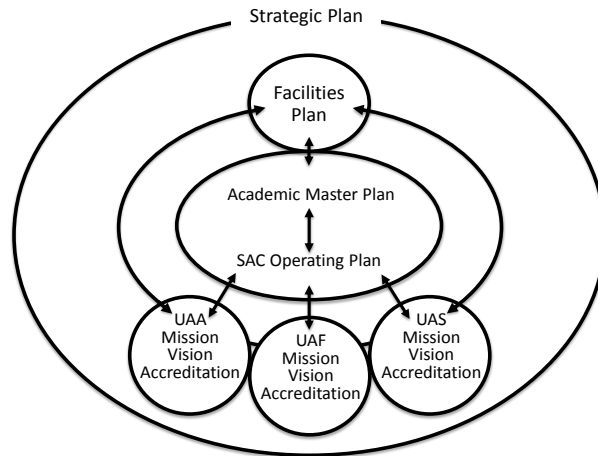 Strategic Plan
Facilities
Plan
Academic Master Plan
SAC Operating Plan
UAA
Mission
Vision
Accreditation
UAF
Mission
Vision
Accreditation
UAS
Mission
Vision
Accreditation